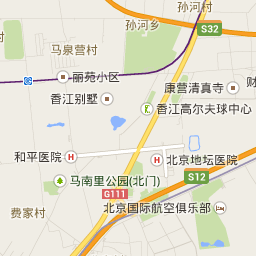 孙河村
孙河乡
S32
马泉营村
丽苑小区
康营清真寺
财
香江别墅
香江高尔夫球中心
和平医院
H
H
北京地坛医院
马南里公园(北门)
S12
G111
北京国际航空俱乐部
费家村